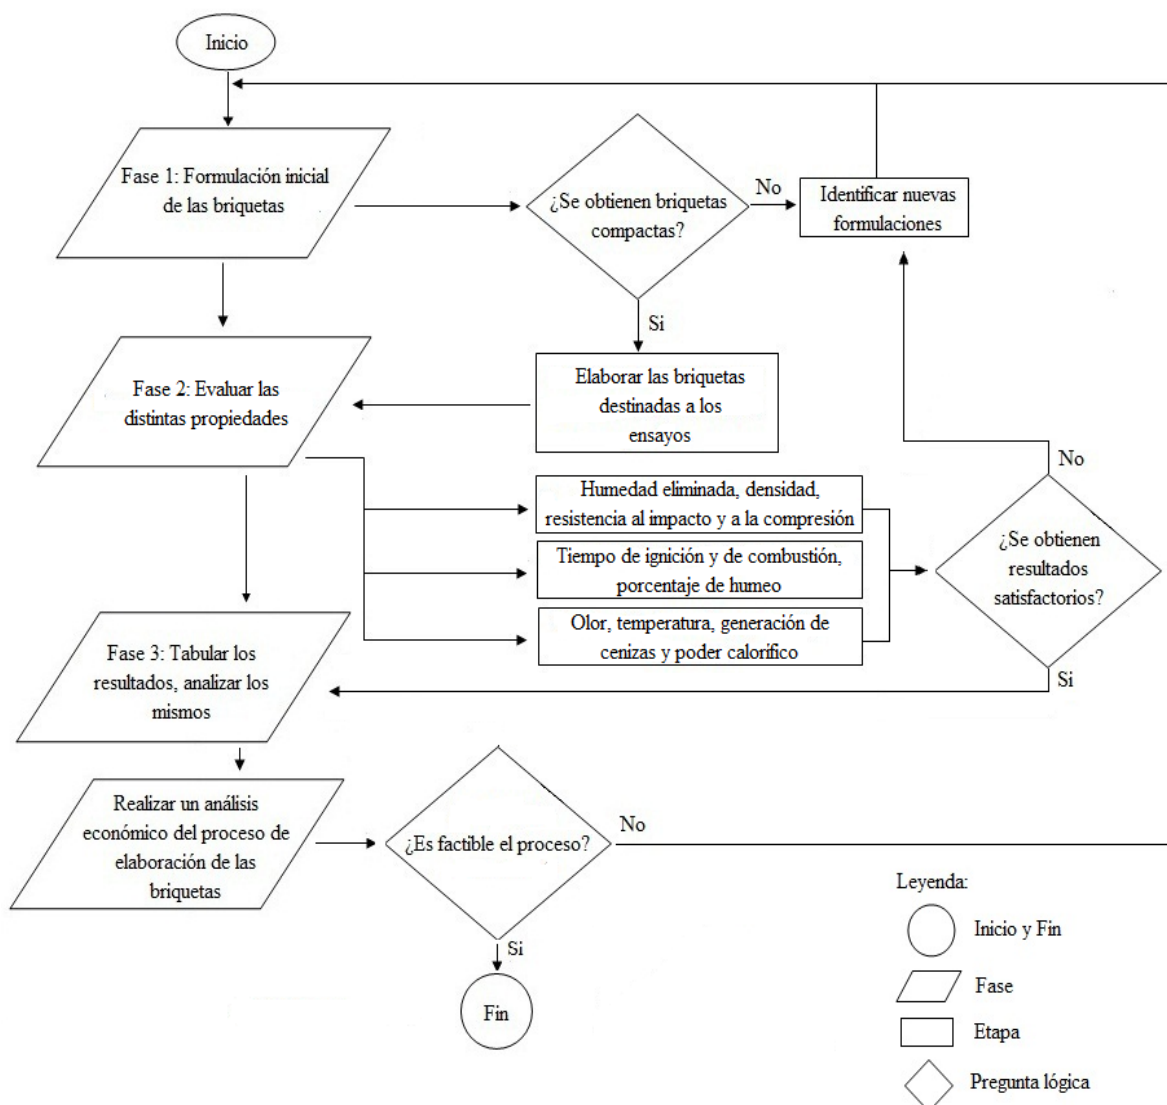 Inicio
Fase 1: Formulación inicial
de las briquetas
¿Se obtienen briquetas
compactas?
No
Identificar nuevas
formulaciones
Si
Fase 2: Evaluar las
distintas propiedades
Elaborar las briquetas
destinadas a los
ensayos
No
Humedad eliminada, densidad,
resistencia al impacto y a la compresión
Tiempo de ignición y de combustión,
porcentaje de humeo
Olor, temperatura, generación de
cenizas y poder calorífico
¿Se obtienen
resultados
satisfactorios?
Si
Fase 3: Tabular los
resultados, analizar los
mismos
Realizar un análisis
económico del proceso de
elaboración de las
briquetas
¿Es factible el proceso?
No
Si
Fin
Leyenda:
Inicio y Fin
Fase
Etapa
Pregunta lógica